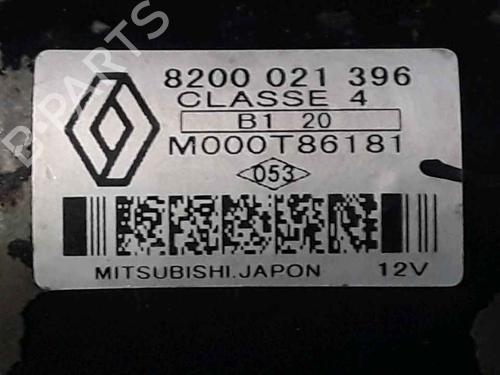 B-PARTS
8200 021 396
CLASSE 4
B1 20
M000T86181
053
MITSUBISHI.JAPON 12V